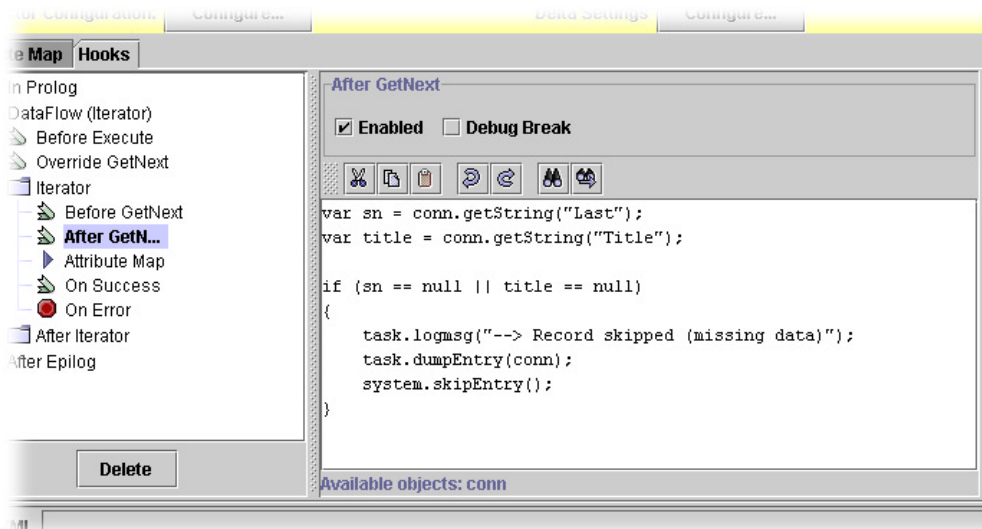 Configuration:
Configure...
Delta Settings
Configure...
Map
Hooks
Prolog
DataFlow (Iterator)
Before Execute
Override GetNext
Iterator
Before GetNext
After GetN...
Attribute Map
On Success
On Error
After Iterator
After Epilog
Delete
After GetNext
Enabled
Debug Break
var sn = conn.getString("Last");
var title = conn.getString("Title");
if (sn == null || title == null)
{
task.logmsg("--> Record skipped (missing data)");
task.dumpEntry(conn);
system.skipEntry();
}
Available objects: conn